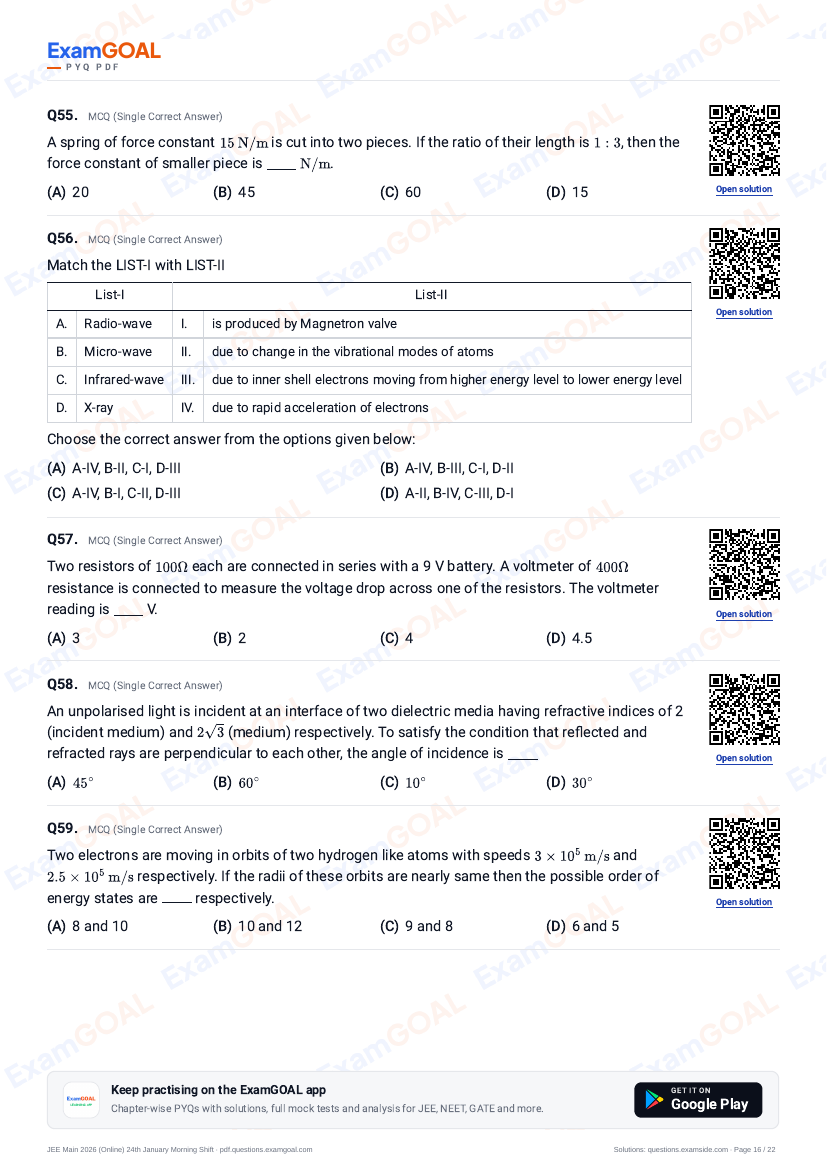 ExamGOAL
PYQ PDF
Q55. MCQ (Single Correct Answer)
A spring of force constant 15 N/m is cut into two pieces. If the ratio of their length is 1 : 3, then the
force constant of smaller piece is ____ N/m.
(A) 20 (B) 45 (C) 60 (D) 15
Open solution
Q56. MCQ (Single Correct Answer)
Match the LIST-I with LIST-II
List-I List-II
A. Radio-wave I. is produced by Magnetron valve
B. Micro-wave II. due to change in the vibrational modes of atoms
C. Infrared-wave III. due to inner shell electrons moving from higher energy level to lower energy level
D. X-ray IV. due to rapid acceleration of electrons
Choose the correct answer from the options given below:
(A) A-IV, B-II, C-I, D-III (B) A-IV, B-III, C-I, D-II
(C) A-IV, B-I, C-II, D-III (D) A-II, B-IV, C-III, D-I
Open solution
Q57. MCQ (Single Correct Answer)
Two resistors of 100Ω each are connected in series with a 9 V battery. A voltmeter of 400Ω
resistance is connected to measure the voltage drop across one of the resistors. The voltmeter
reading is ____ V.
(A) 3 (B) 2 (C) 4 (D) 4.5
Open solution
Q58. MCQ (Single Correct Answer)
An unpolarised light is incident at an interface of two dielectric media having refractive indices of 2
(incident medium) and 2√3 (medium) respectively. To satisfy the condition that reflected and
refracted rays are perpendicular to each other, the angle of incidence is ____
(A) 45° (B) 60° (C) 10° (D) 30°
Open solution
Q59. MCQ (Single Correct Answer)
Two electrons are moving in orbits of two hydrogen like atoms with speeds 3 × 10⁵ m/s and
2.5 × 10⁵ m/s respectively. If the radii of these orbits are nearly same then the possible order of
energy states are ____ respectively.
(A) 8 and 10 (B) 10 and 12 (C) 9 and 8 (D) 6 and 5
Open solution
ExamGOAL
Keep practising on the ExamGOAL app
Chapter-wise PYQs with solutions, full mock tests and analysis for JEE, NEET, GATE and more.
GET IT ON
Google Play
JEE Main 2026 (Online) 24th January Morning Shift · pdf.questions.examgoal.com Solutions: questions.examside.com · Page 16 / 22